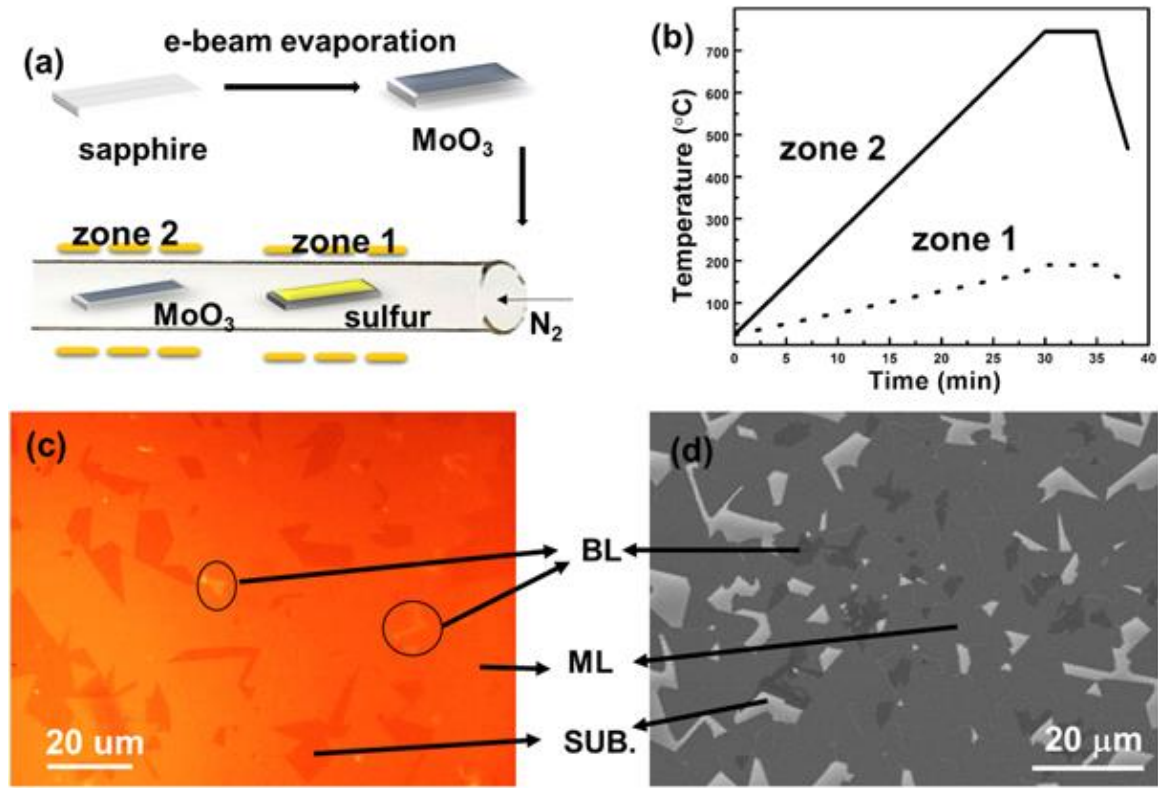 (a)
e-beam evaporation
sapphire
MoO₃
zone 2
zone 1
MoO₃
sulfur
N₂
(b)
Temperature (°C)
700
600
500
400
300
200
100
zone 2
zone 1
0 5 10 15 20 25 30 35 40
Time (min)
(c)
20 um
BL
ML
SUB.
(d)
20 μm